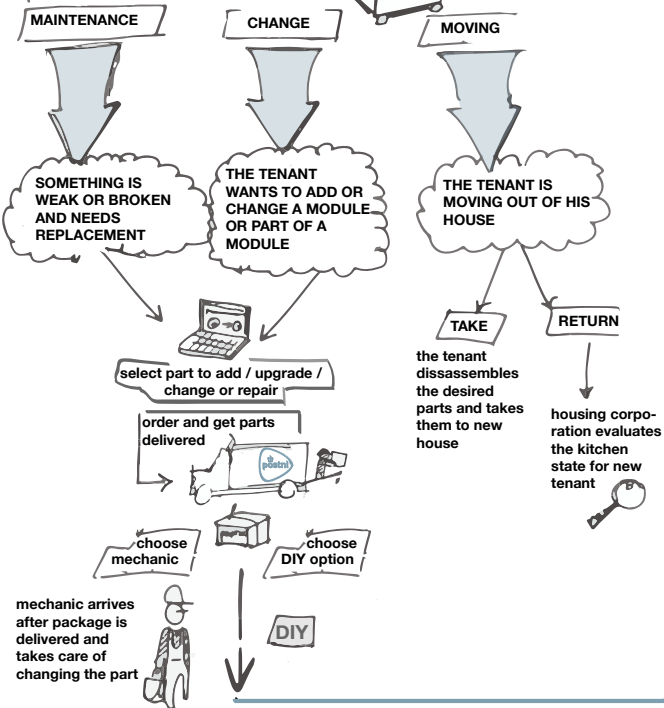 MAINTENANCE
CHANGE
MOVING
SOMETHING IS
WEAK OR BROKEN
AND NEEDS
REPLACEMENT
THE TENANT
WANTS TO ADD OR
CHANGE A MODULE
OR PART OF A
MODULE
THE TENANT IS
MOVING OUT OF HIS
HOUSE
select part to add / upgrade /
change or repair
order and get parts
delivered
postnl
choose
mechanic
choose
DIY option
mechanic arrives
after package is
delivered and
takes care of
changing the part
DIY
TAKE
the tenant
dissassembles
the desired
parts and takes
them to new
house
RETURN
housing corpo-
ration evaluates
the kitchen
state for new
tenant